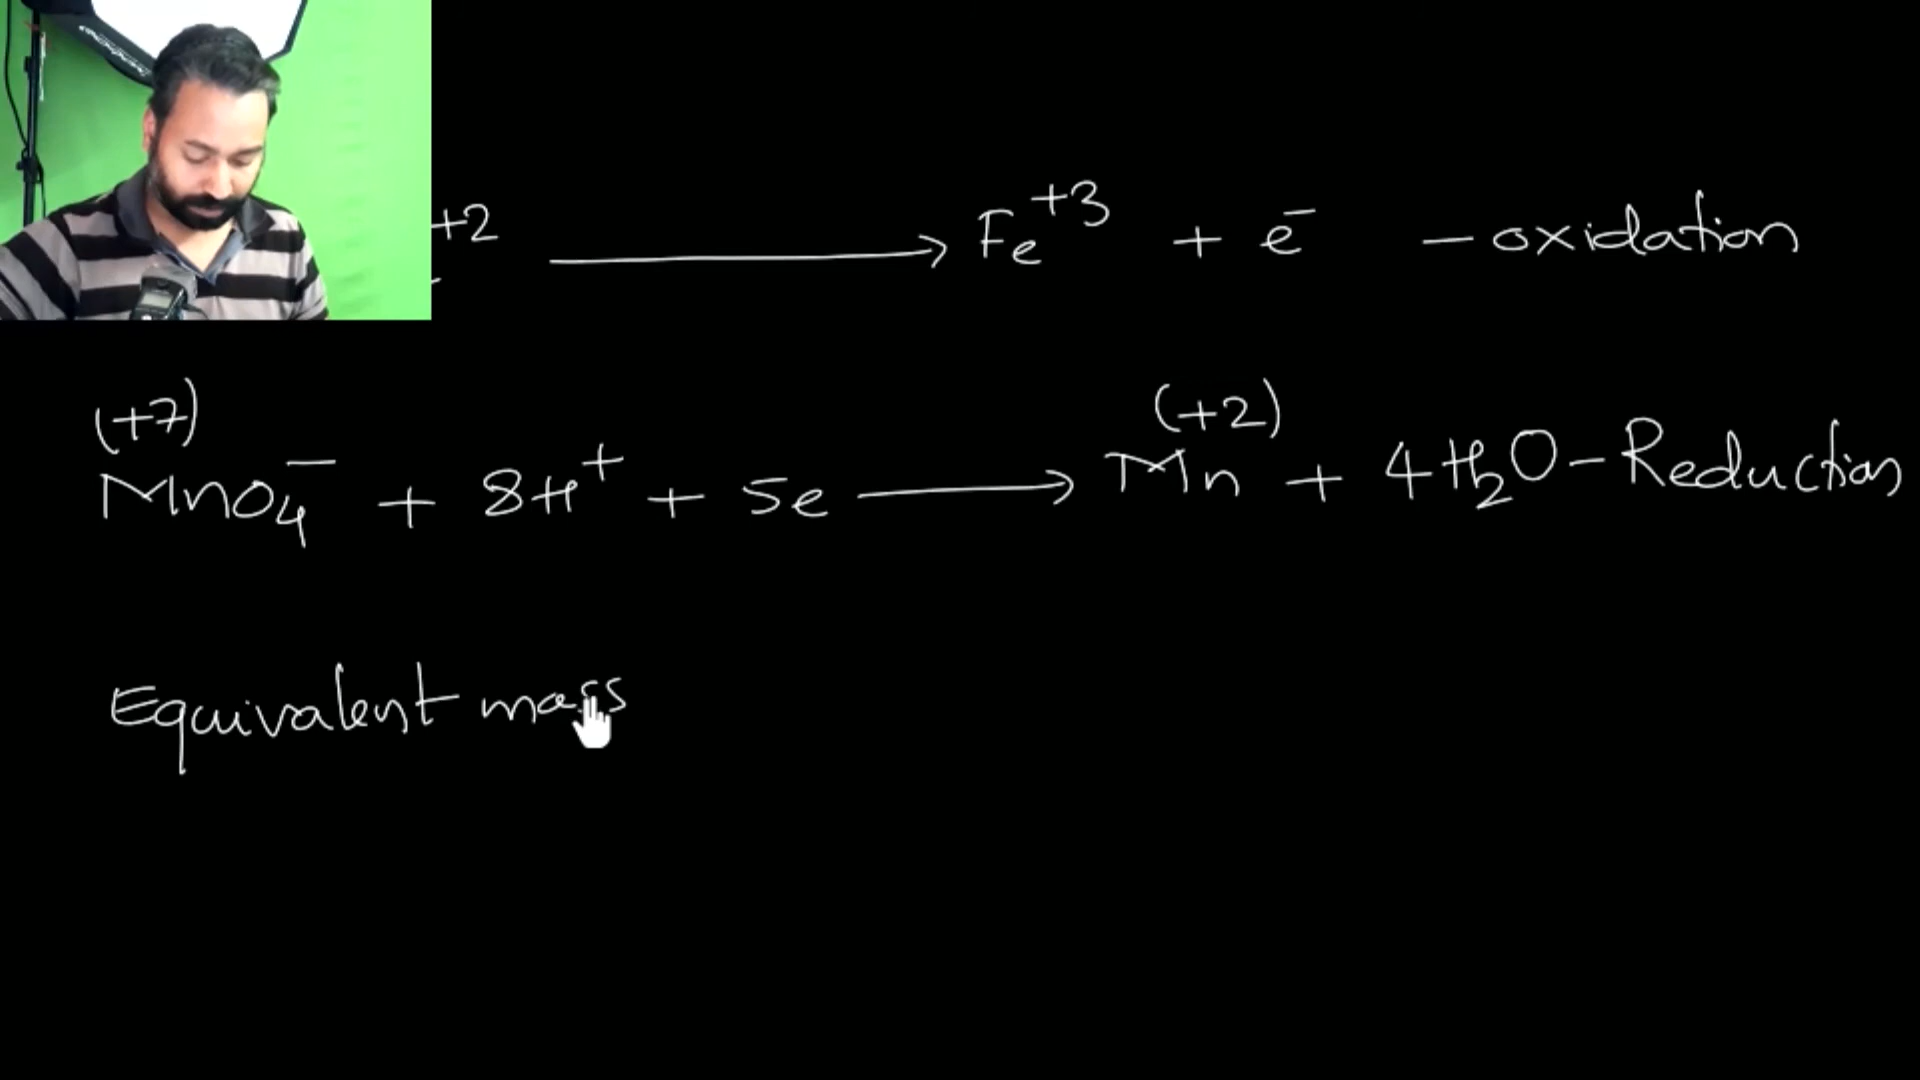 +2 → Fe+3 + e⁻ - oxidation
(+7) (+2)
MnO4⁻ + 8H⁺ + 5e → Mn + 4H2O - Reduction
Equivalent mass